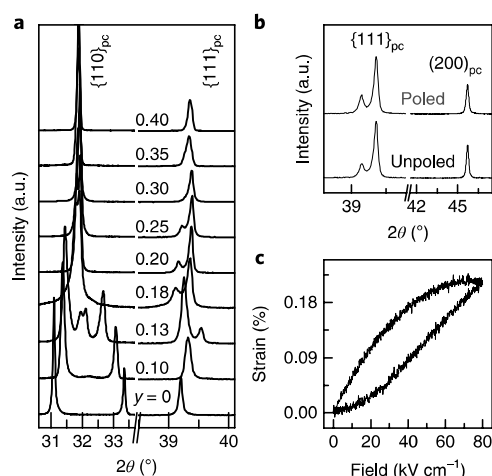 a
{110}pc
{111}pc
0.40
0.35
0.30
0.25
0.20
0.18
0.13
0.10
y = 0
Intensity (a.u.)
31 32 33 39 40
2θ (°)
b
{111}pc
(200)pc
Poled
Unpoled
Intensity (a.u.)
39 42 45
2θ (°)
c
0.18
0.09
0.00
Strain (%)
0 20 40 60 80
Field (kV cm⁻¹)